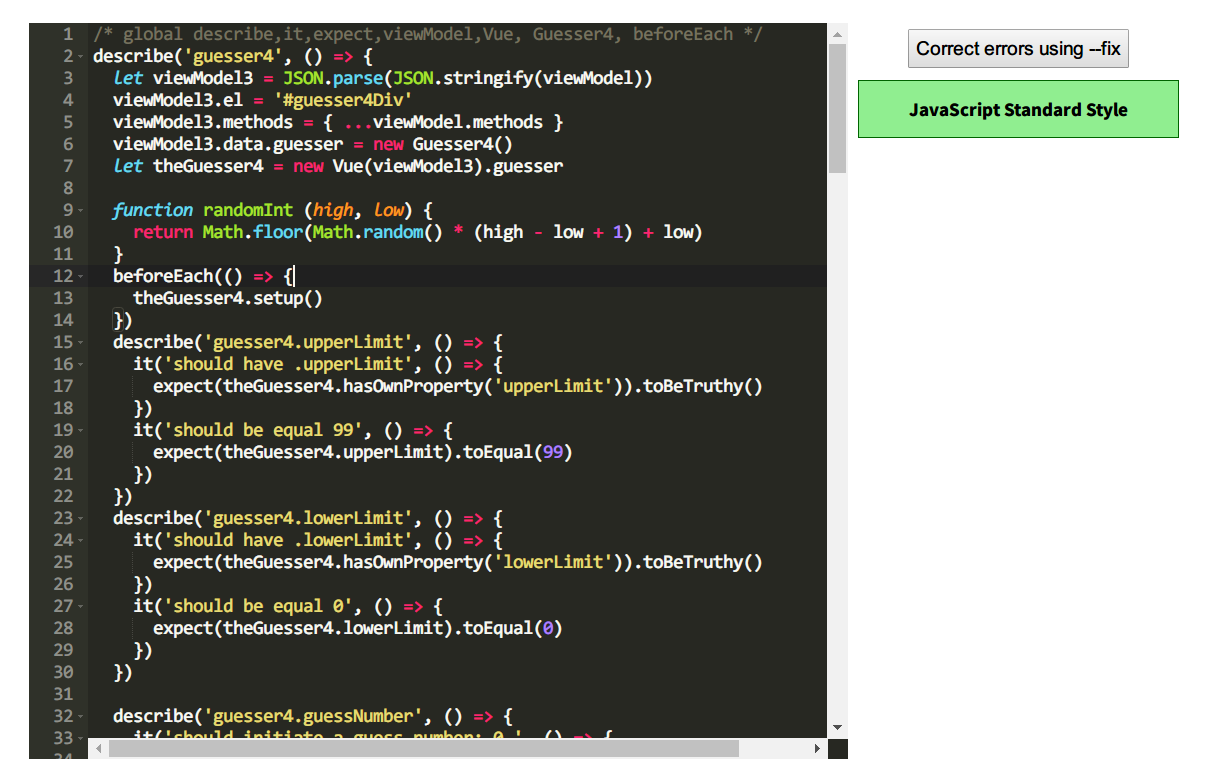 1 /* global describe,it,expect,viewModel,Vue, Guesser4, beforeEach */
2 describe('guesser4', () => {
3   let viewModel3 = JSON.parse(JSON.stringify(viewModel))
4   viewModel3.el = '#guesser4Div'
5   viewModel3.methods = { ...viewModel.methods }
6   viewModel3.data.guesser = new Guesser4()
7   let theGuesser4 = new Vue(viewModel3).guesser
8
9   function randomInt (high, low) {
10     return Math.floor(Math.random() * (high - low + 1) + low)
11   }
12   beforeEach(() => {
13     theGuesser4.setup()
14   })
15   describe('guesser4.upperLimit', () => {
16     it('should have .upperLimit', () => {
17       expect(theGuesser4.hasOwnProperty('upperLimit')).toBeTruthy()
18     })
19     it('should be equal 99', () => {
20       expect(theGuesser4.upperLimit).toEqual(99)
21     })
22   })
23   describe('guesser4.lowerLimit', () => {
24     it('should have .lowerLimit', () => {
25       expect(theGuesser4.hasOwnProperty('lowerLimit')).toBeTruthy()
26     })
27     it('should be equal 0', () => {
28       expect(theGuesser4.lowerLimit).toEqual(0)
29     })
30   })
31
32   describe('guesser4.guessNumber', () => {
33     it('should initiate a guess number: 0 ', () => {
34
Correct errors using --fix
JavaScript Standard Style